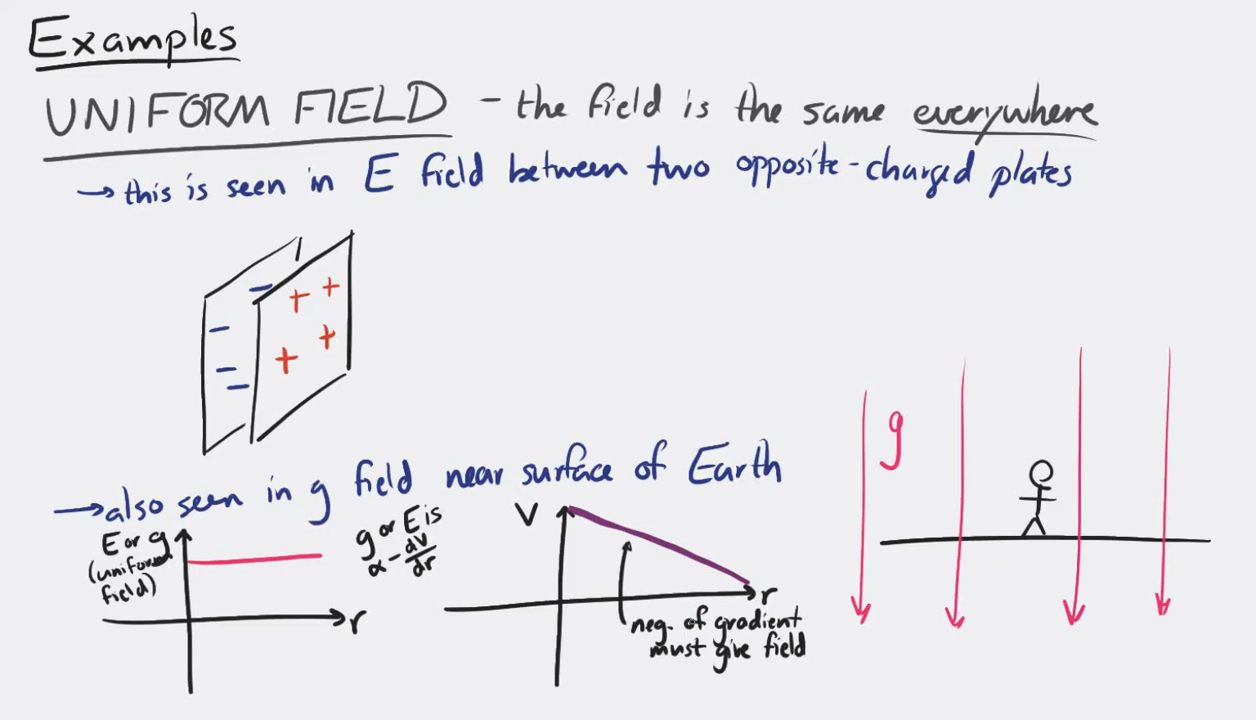 Examples
UNIFORM FIELD - the field is the same everywhere
→ this is seen in E field between two opposite-charged plates
- + +
- +
- +
-
g
→ also seen in g field near surface of Earth
E or g
(uniform
field)
r
g or E is
α - dV/dr
V
r
neg. of gradient
must give field